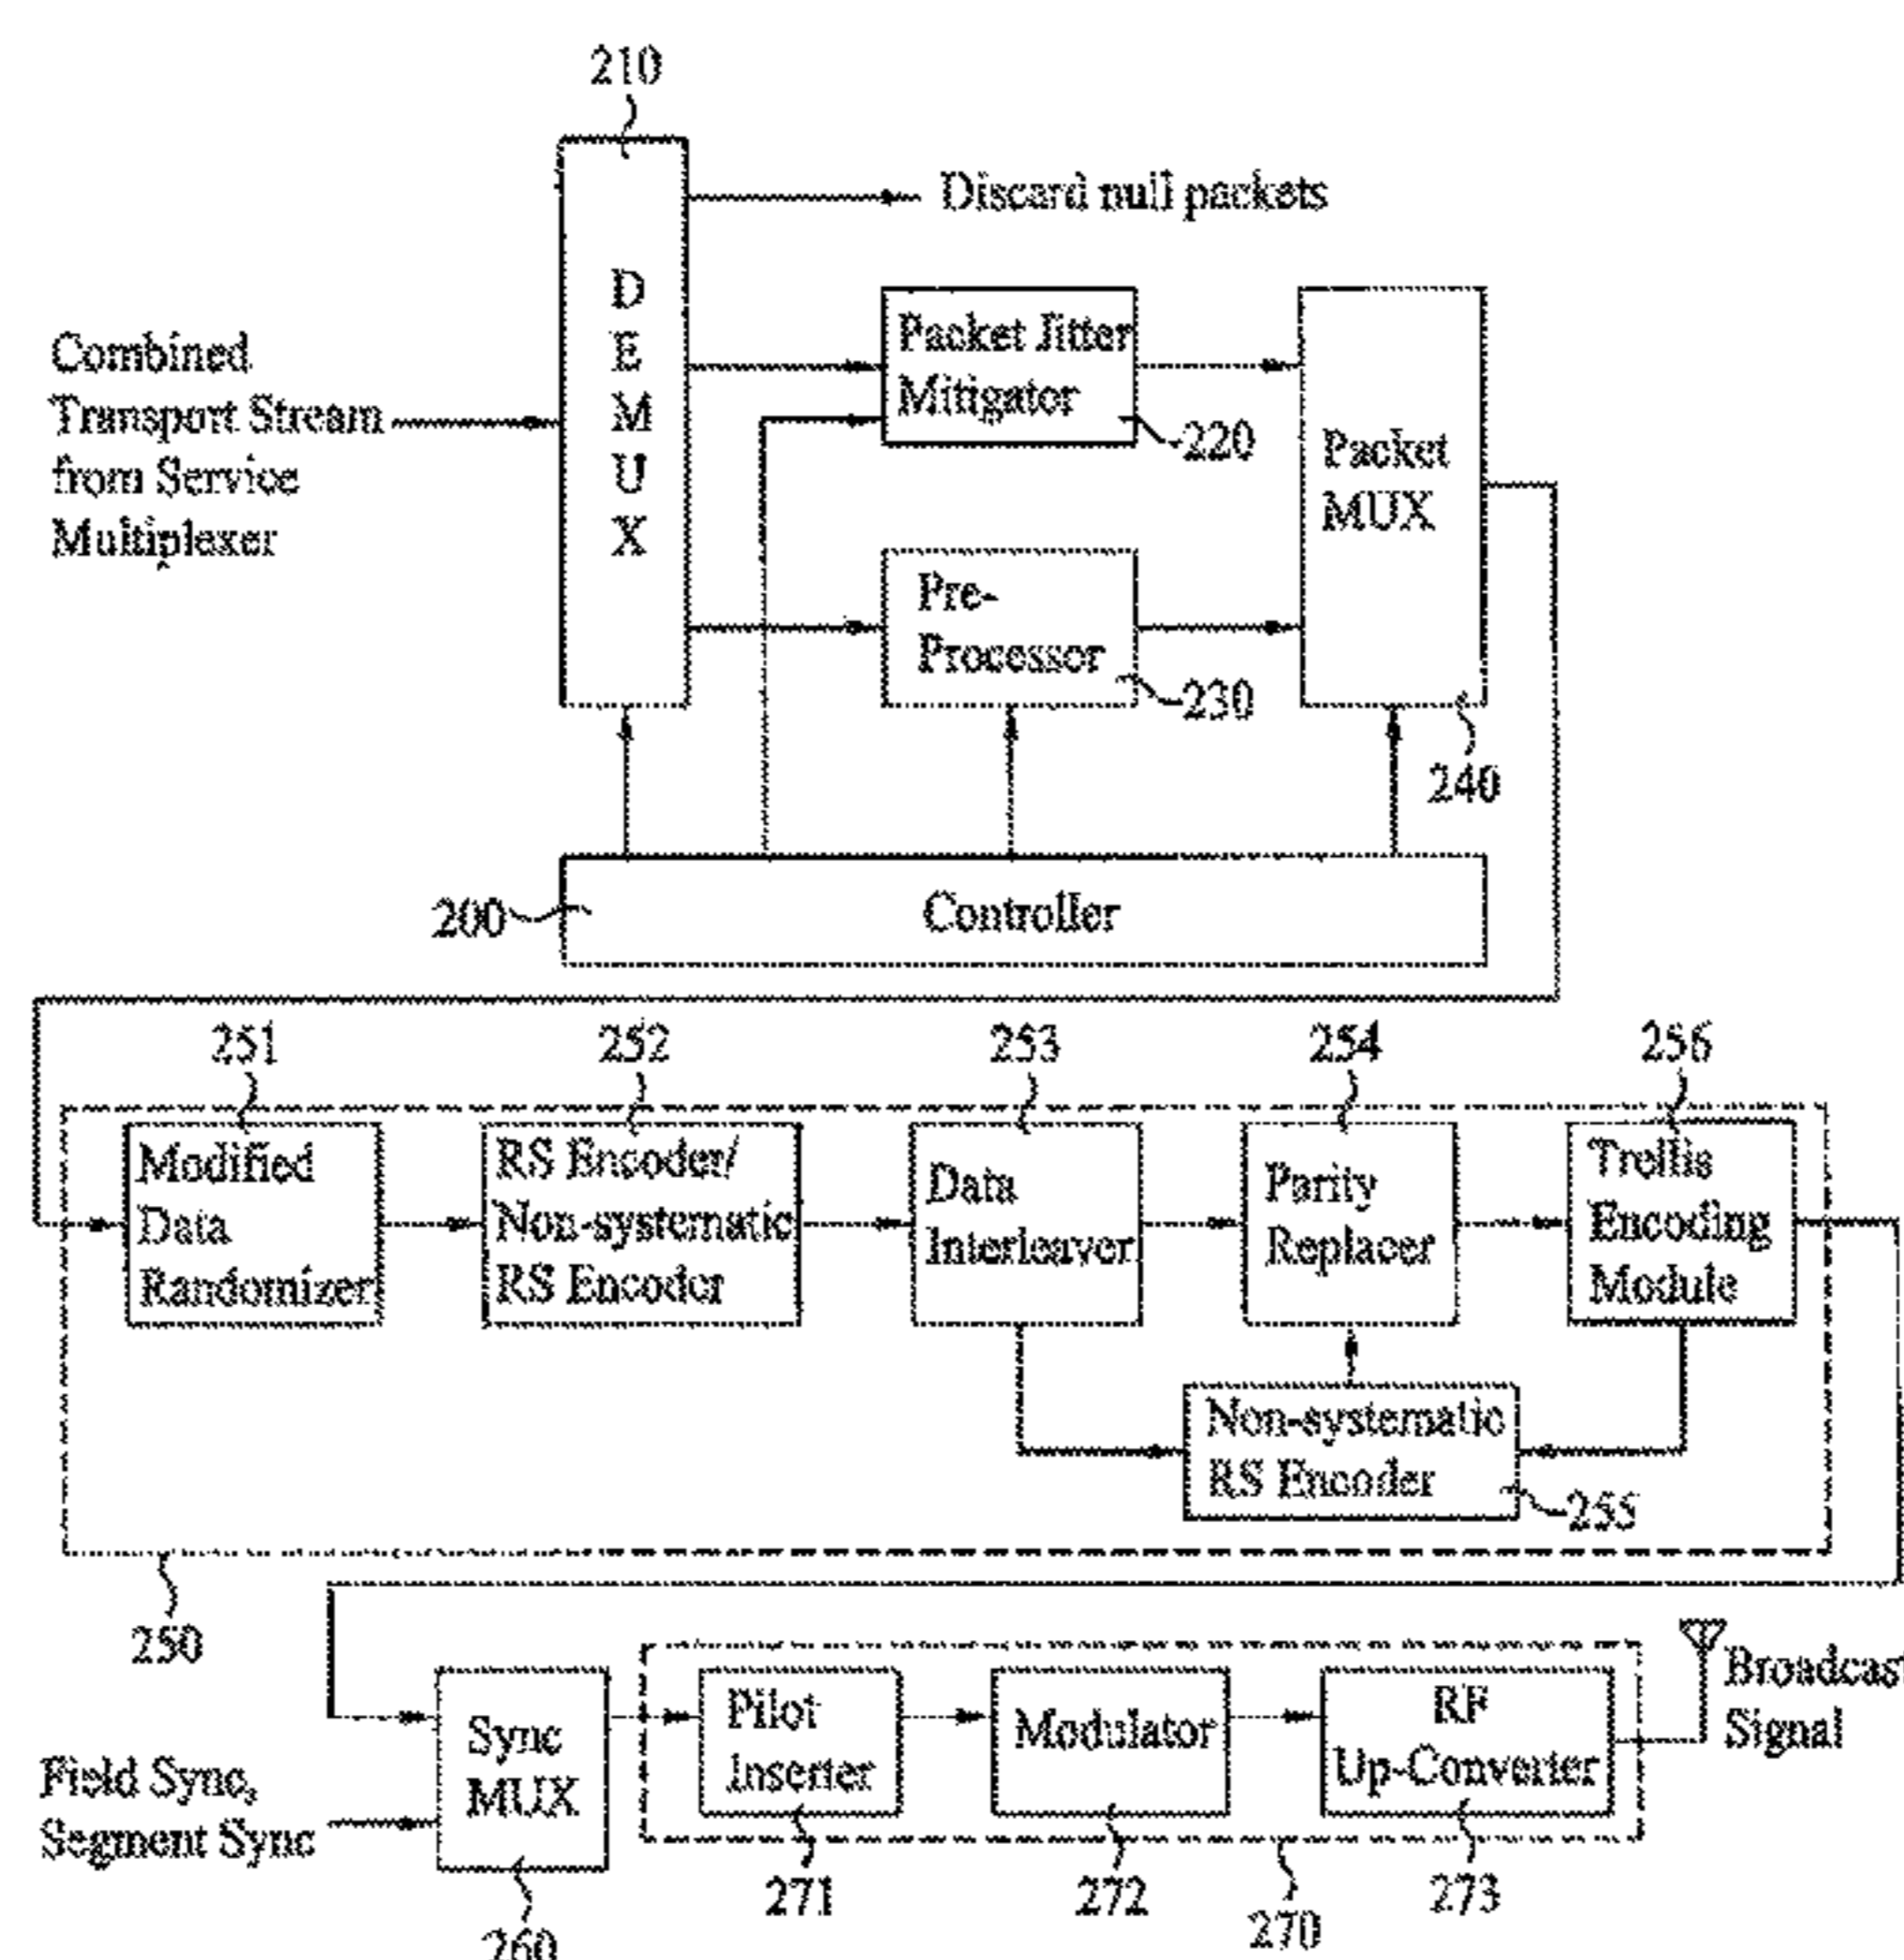 210
Discard null packets
D
E
M
U
X
Combined
Transport Stream
from Service
Multiplexer
Packet Jitter
Mitigator
220
Packet
MUX
Pre-
Processor
230
240
200
Controller
251
252
253
254
256
Modified
Data
Randomizer
RS Encoder/
Non-systematic
RS Encoder
Data
Interleaver
Parity
Replacer
Trellis
Encoding
Module
Non-systematic
RS Encoder
255
250
Sync
MUX
Pilot
Inserter
Modulator
RF
Up-Converter
Broadcast
Signal
Field Sync,
Segment Sync
260
271
272
270
273